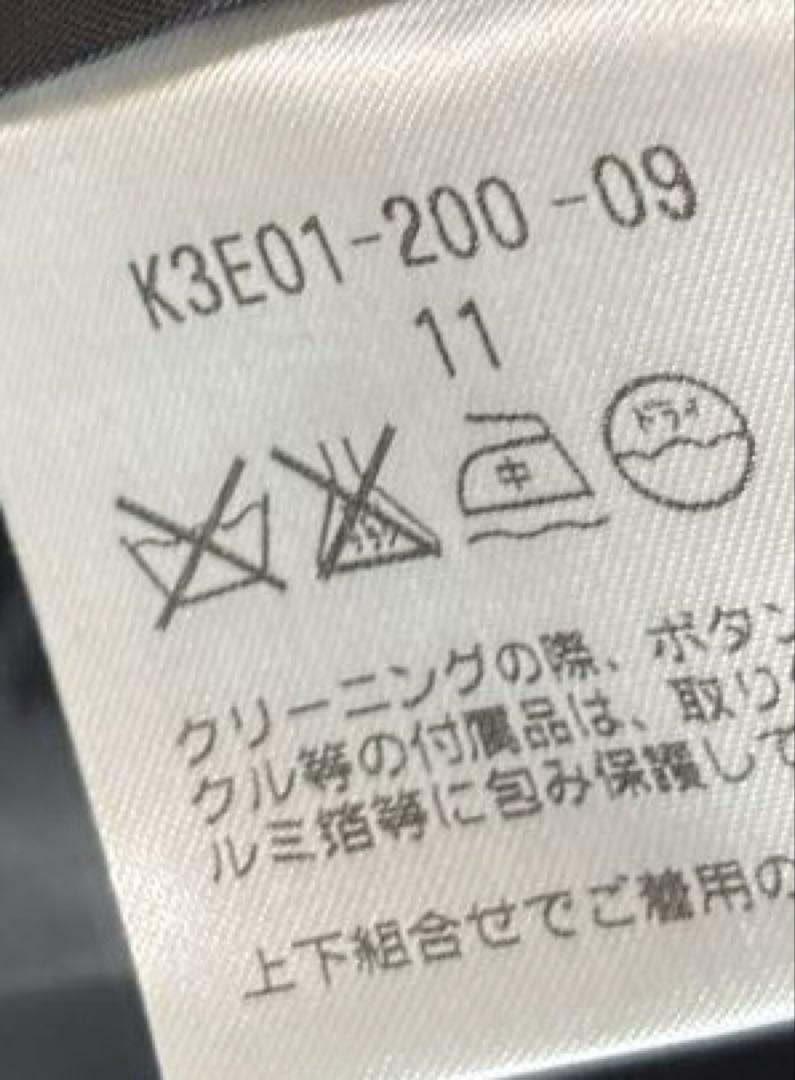 K3E01-200-09
11
中
ドライ
クリーニングの際、ボタン
クル等の付属品は、取り
ルミ箔等に包み保護して
上下組合せでご着用の